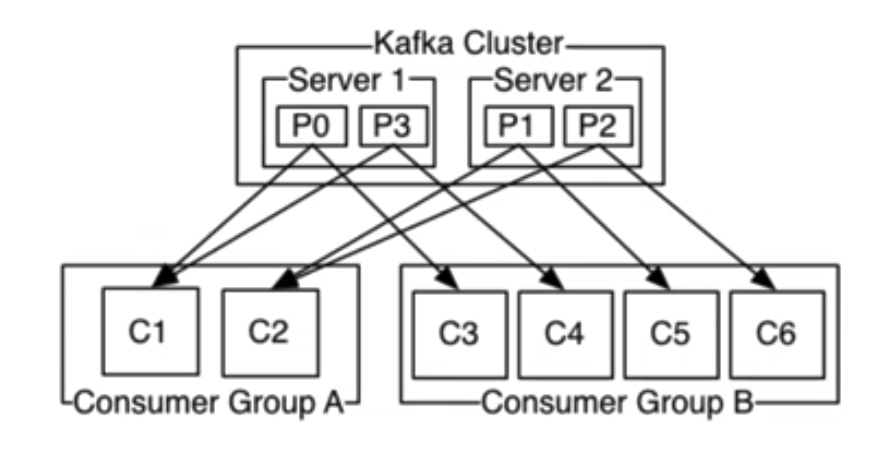 Kafka Cluster
Server 1 Server 2
P0 P3 P1 P2
C1 C2 C3 C4 C5 C6
Consumer Group A Consumer Group B